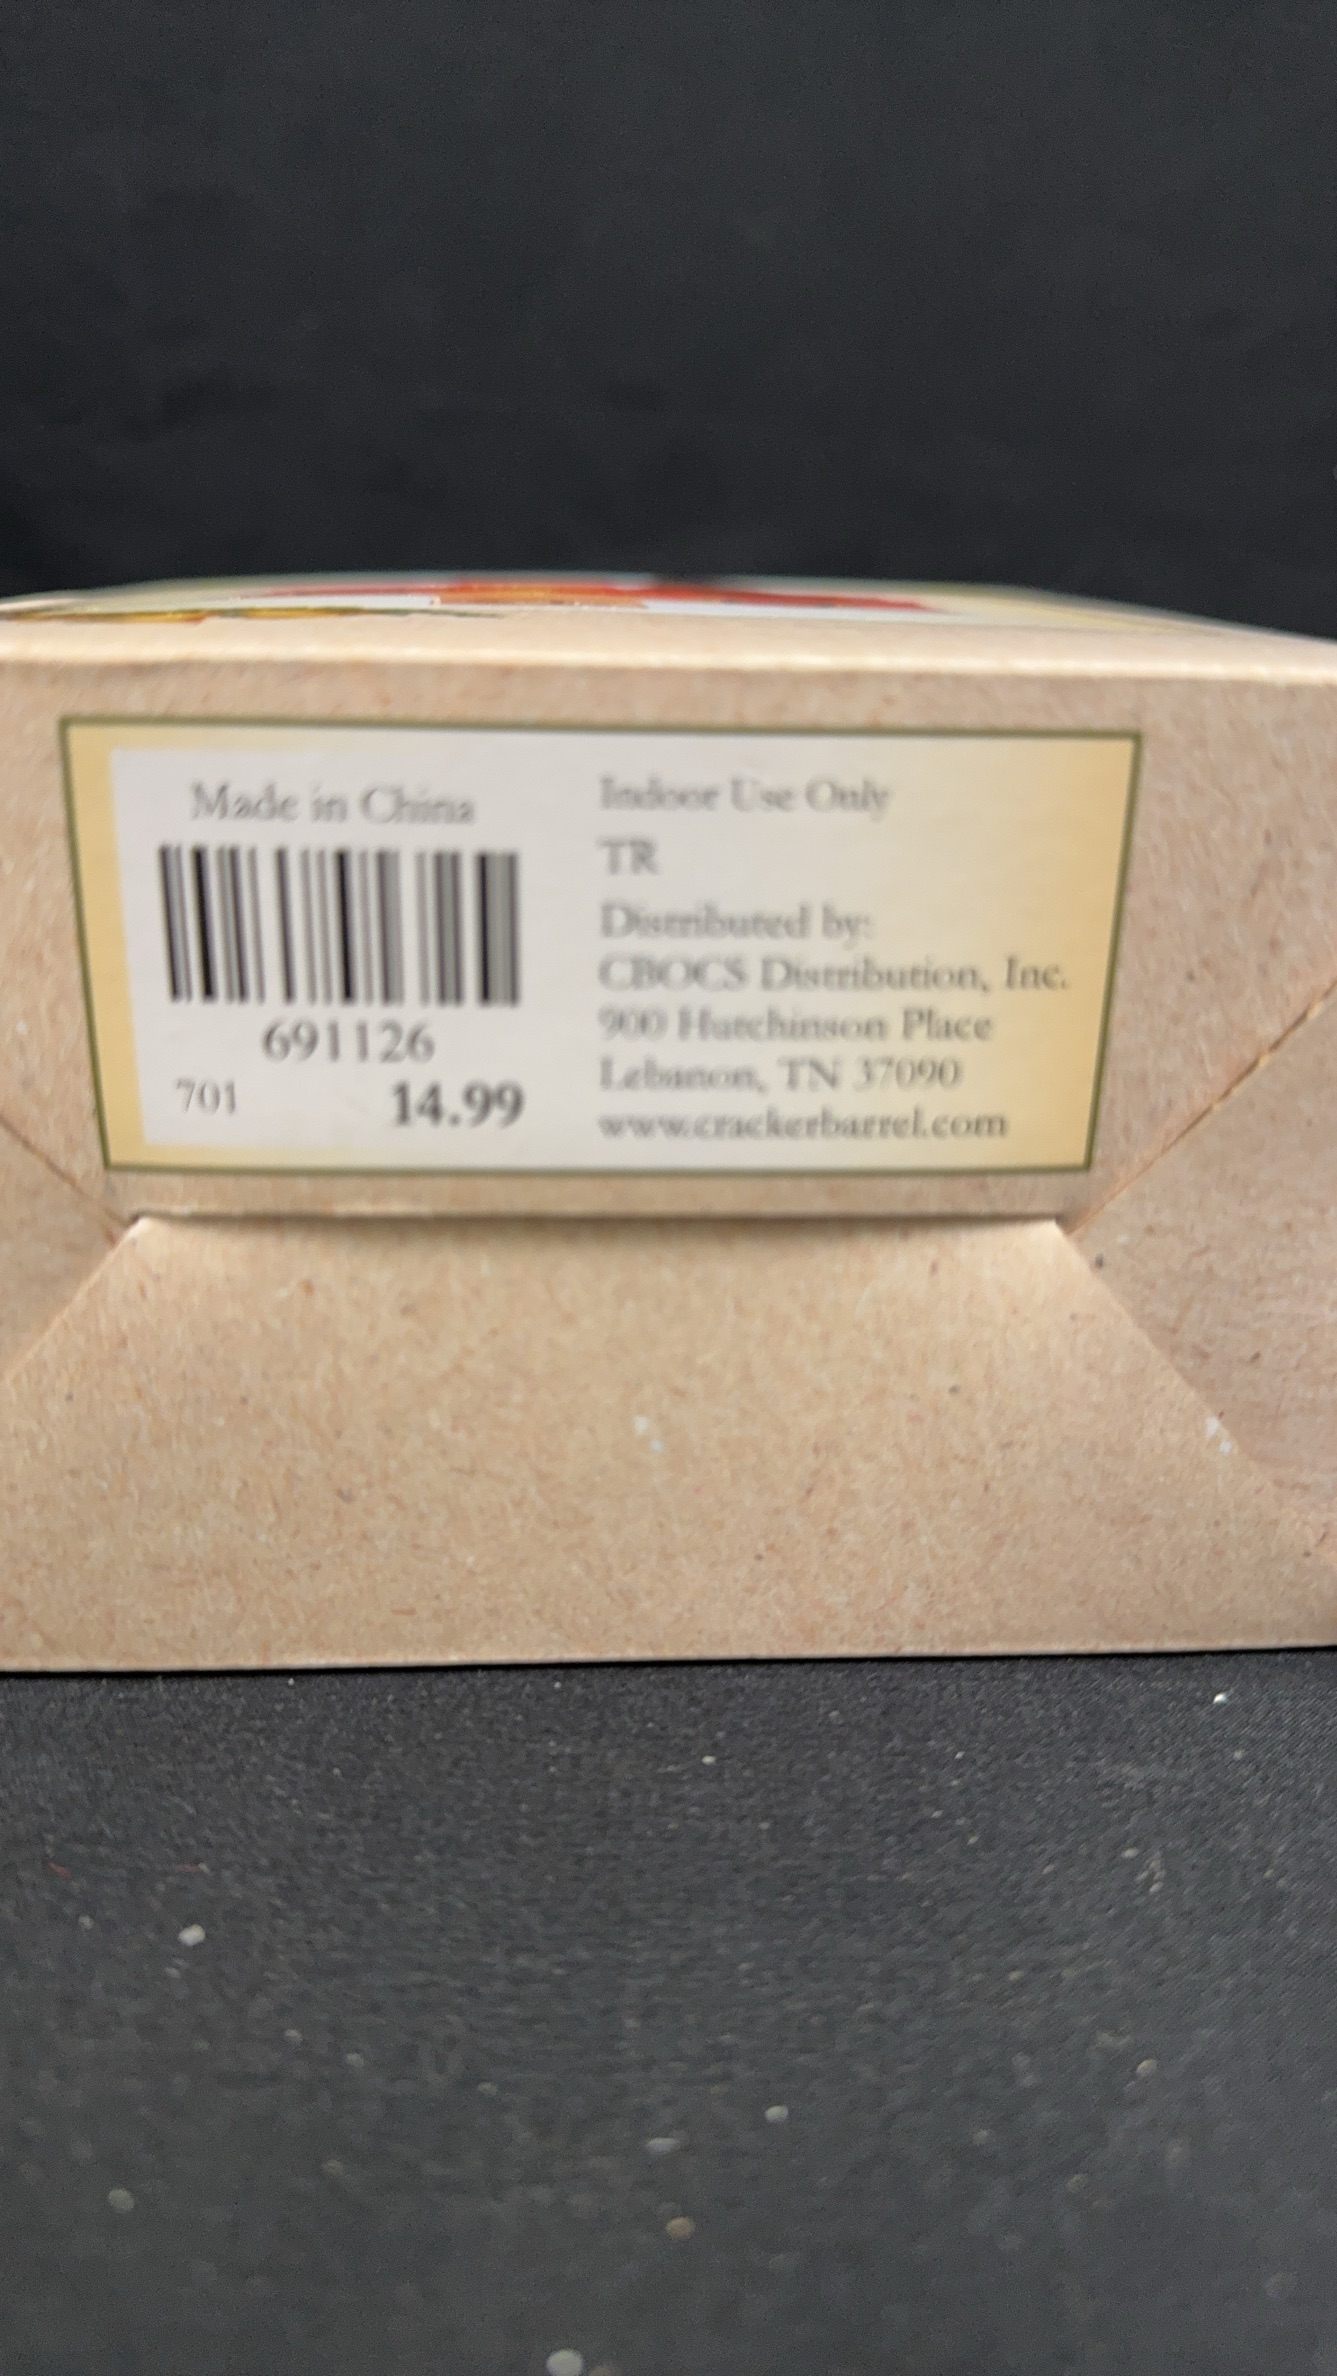 Made in China
691126
701 14.99
Indoor Use Only
TR
Distributed by:
CBOCS Distribution, Inc.
900 Hutchinson Place
Lebanon, TN 37090
www.crackerbarrel.com